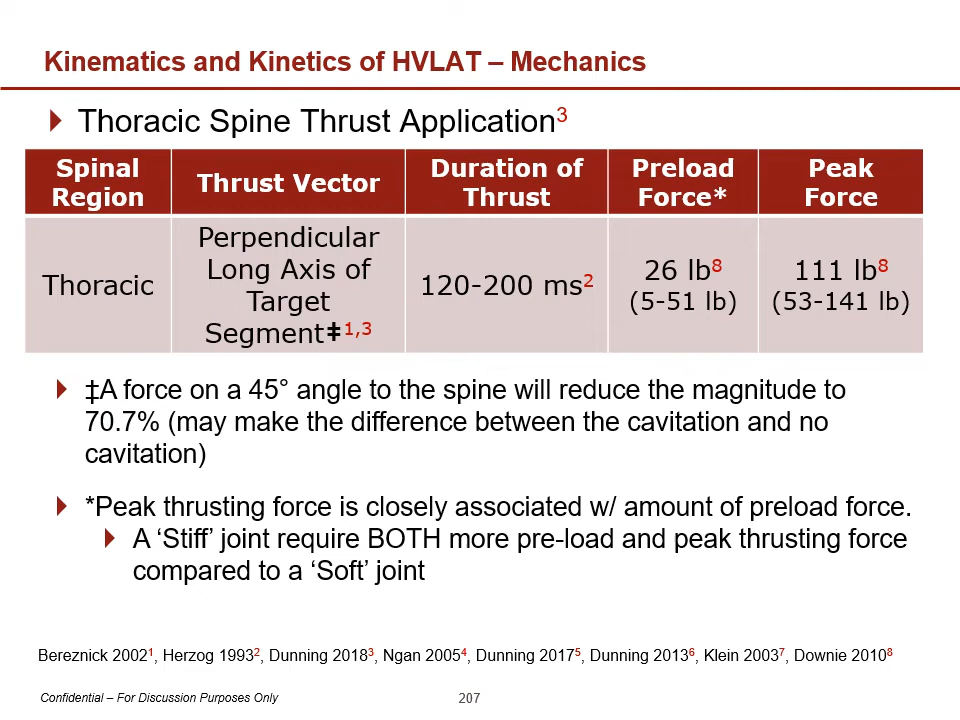 Kinematics and Kinetics of HVLAT – Mechanics
Thoracic Spine Thrust Application3
Spinal Region
Thrust Vector
Duration of Thrust
Preload Force*
Peak Force
Thoracic
Perpendicular
Long Axis of
Target
Segment‡1,3
120-200 ms2
26 lb8
(5-51 lb)
111 lb8
(53-141 lb)
‡A force on a 45° angle to the spine will reduce the magnitude to
70.7% (may make the difference between the cavitation and no
cavitation)
*Peak thrusting force is closely associated w/ amount of preload force.
A ‘Stiff’ joint require BOTH more pre-load and peak thrusting force
compared to a ‘Soft’ joint
Bereznick 20021, Herzog 19932, Dunning 20183, Ngan 20054, Dunning 20175, Dunning 20136, Klein 20037, Downie 20108
Confidential – For Discussion Purposes Only
207